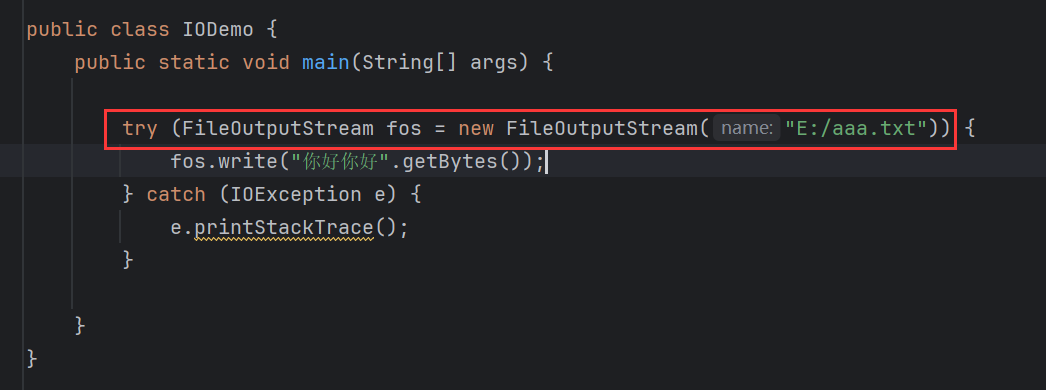 public class IODemo {
public static void main(String[] args) {
try (FileOutputStream fos = new FileOutputStream( name: "E:/aaa.txt")) {
fos.write("你好你好".getBytes());
} catch (IOException e) {
e.printStackTrace();
}
}
}